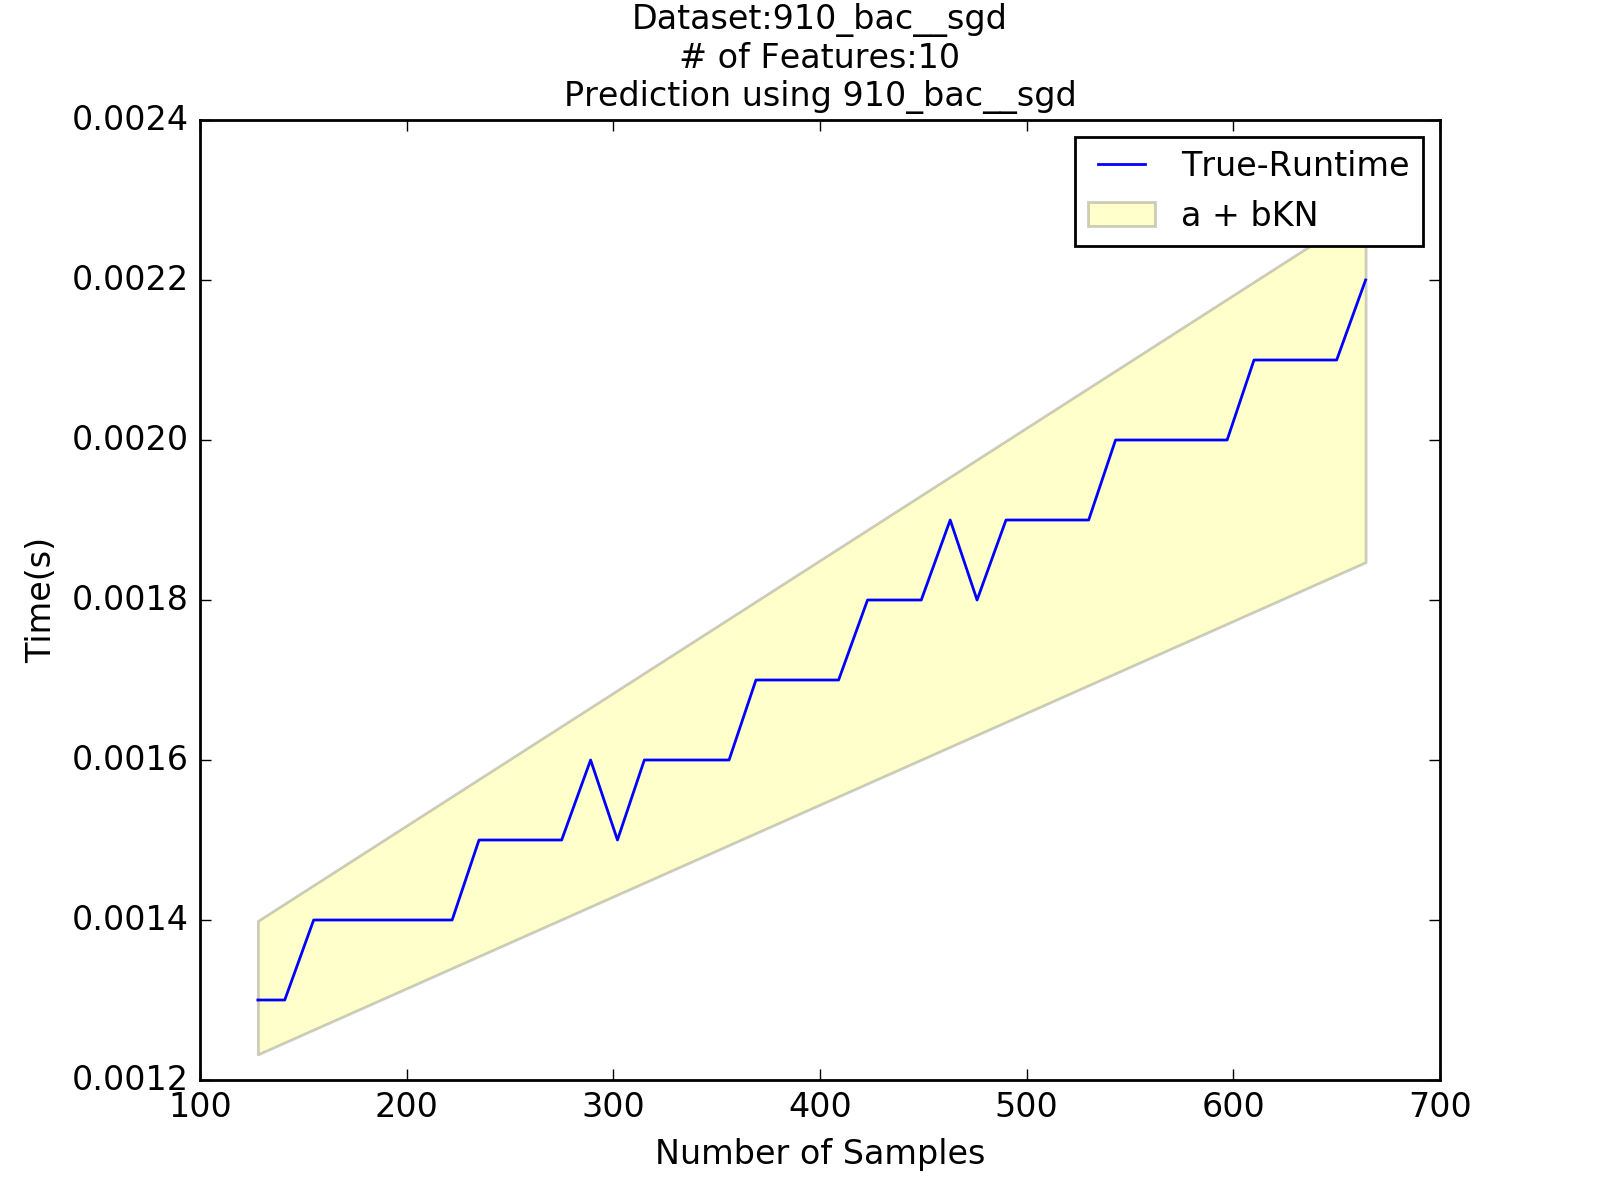 Dataset:910_bac__sgd
# of Features:10
Prediction using 910_bac__sgd
True-Runtime
a + bKN
0.0024
0.0022
0.0020
0.0018
0.0016
0.0014
0.0012
Time(s)
100 200 300 400 500 600 700
Number of Samples